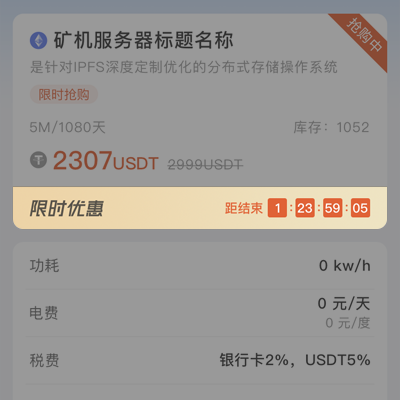 矿机服务器标题名称
抢购中
是针对IPFS深度定制优化的分布式存储操作系统
限时抢购
5M/1080天 库存：1052
T 2307USDT 2999USDT
限时优惠 距结束 1:23:59:05
功耗 0 kw/h
电费 0 元/天
0 元/度
税费 银行卡2%，USDT5%